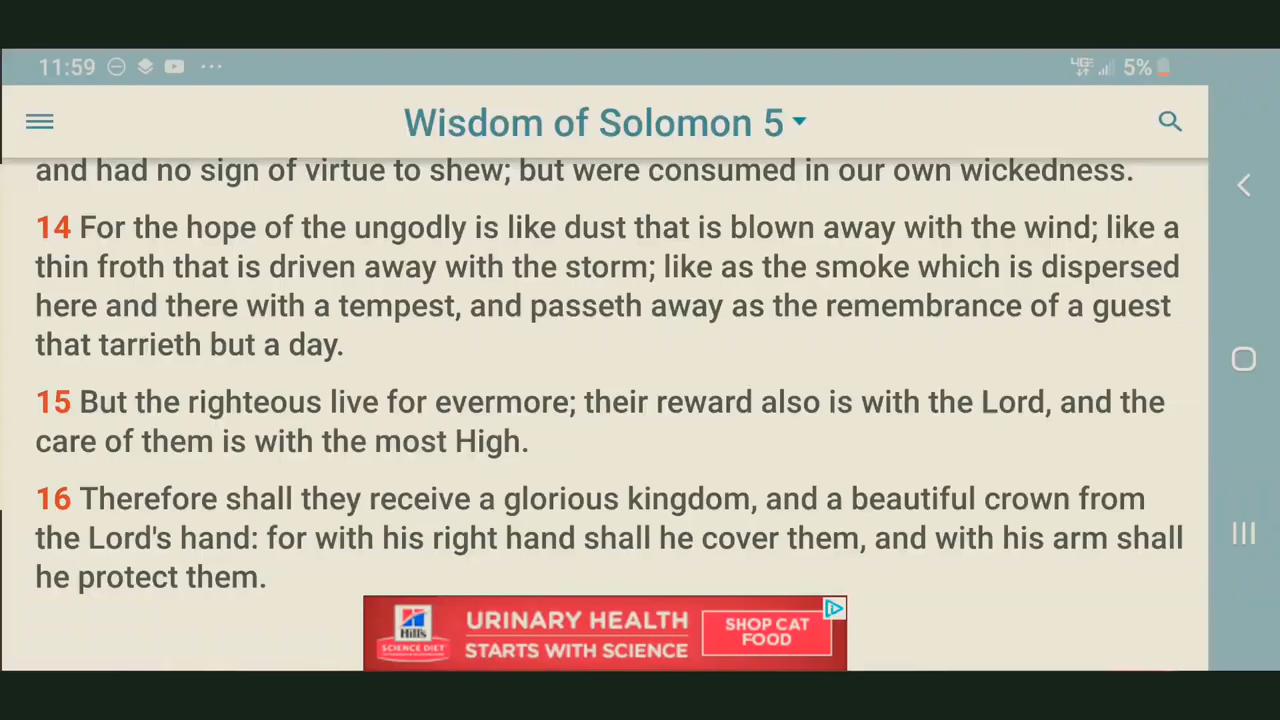 11:59 ... 4GE 5%
Wisdom of Solomon 5
and had no sign of virtue to shew; but were consumed in our own wickedness.
14 For the hope of the ungodly is like dust that is blown away with the wind; like a
thin froth that is driven away with the storm; like as the smoke which is dispersed
here and there with a tempest, and passeth away as the remembrance of a guest
that tarrieth but a day.
15 But the righteous live for evermore; their reward also is with the Lord, and the
care of them is with the most High.
16 Therefore shall they receive a glorious kingdom, and a beautiful crown from
the Lord's hand: for with his right hand shall he cover them, and with his arm shall
he protect them.
Hill's
SCIENCE DIET
URINARY HEALTH
STARTS WITH SCIENCE
SHOP CAT
FOOD